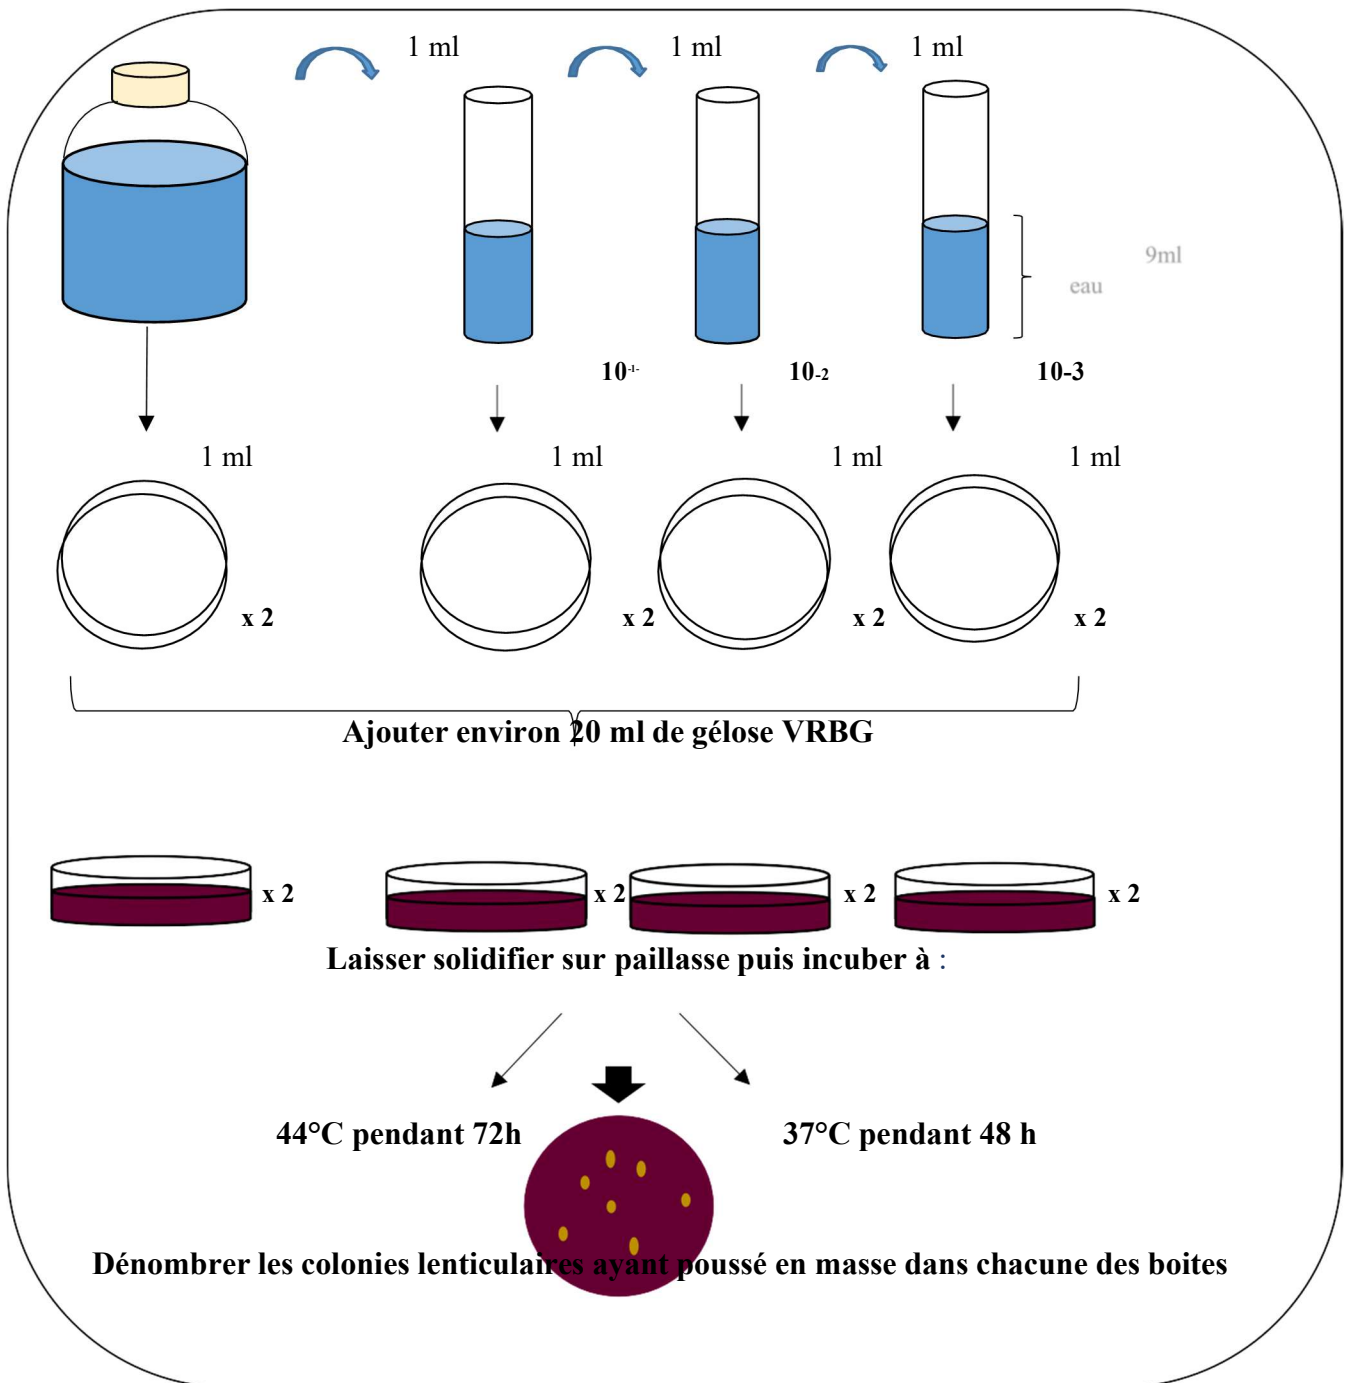 1 ml
1 ml
1 ml
9ml
eau
10-1-
10-2
10-3
1 ml
1 ml
1 ml
1 ml
x 2
x 2
x 2
x 2
Ajouter environ 20 ml de gélose VRBG
x 2
x 2
x 2
x 2
Laisser solidifier sur paillasse puis incuber à :
44°C pendant 72h
37°C pendant 48 h
Dénombrer les colonies lenticulaires ayant poussé en masse dans chacune des boites